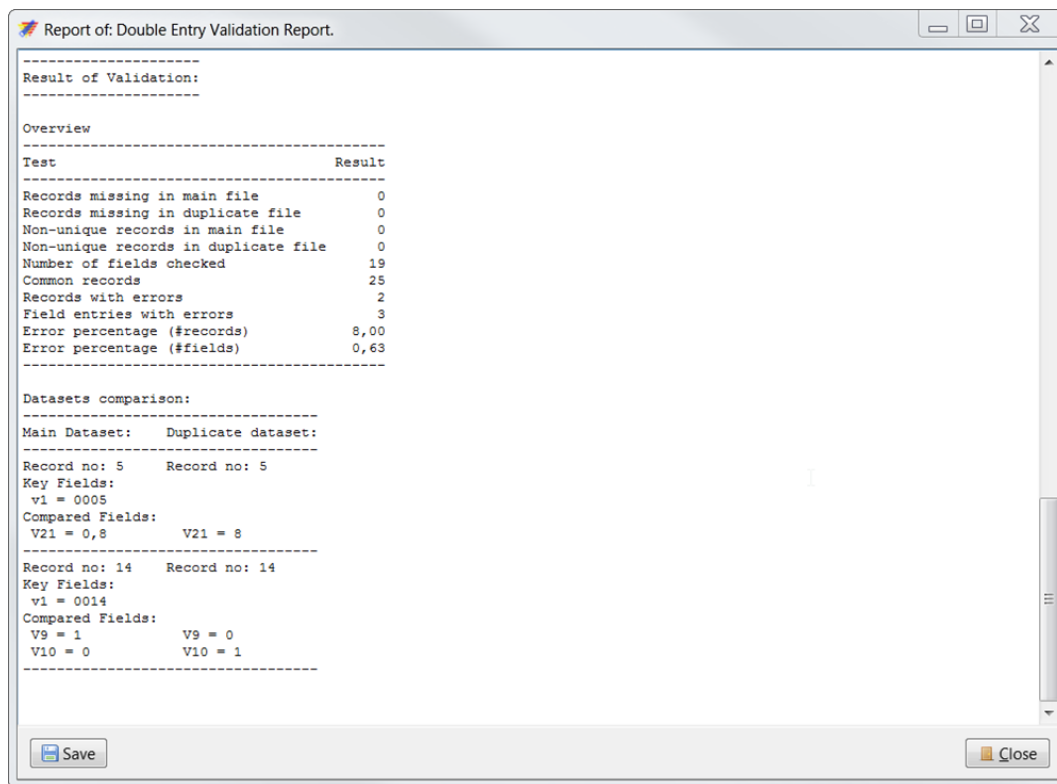 Report of: Double Entry Validation Report.
---------------------
Result of Validation:
---------------------
Overview
-------------------------------------------
Test                                 Result
-------------------------------------------
Records missing in main file              0
Records missing in duplicate file         0
Non-unique records in main file           0
Non-unique records in duplicate file      0
Number of fields checked                 19
Common records                           25
Records with errors                       2
Field entries with errors                 3
Error percentage (#records)            8,00
Error percentage (#fields)             0,63
-------------------------------------------
Datasets comparison:
-----------------------------------
Main Dataset:    Duplicate dataset:
-----------------------------------
Record no: 5     Record no: 5
Key Fields:
v1 = 0005
Compared Fields:
V21 = 0,8         V21 = 8
-----------------------------------
Record no: 14    Record no: 14
Key Fields:
v1 = 0014
Compared Fields:
V9 = 1            V9 = 0
V10 = 0           V10 = 1
-----------------------------------
Save
Close